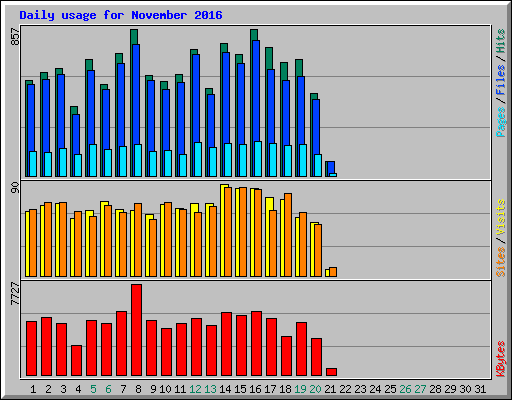 Daily usage for November 2016
857
Pages / Files / Hits
90
Sites / Visits
7727
KBytes
1 2 3 4 5 6 7 8 9 10 11 12 13 14 15 16 17 18 19 20 21 22 23 24 25 26 27 28 29 30 31